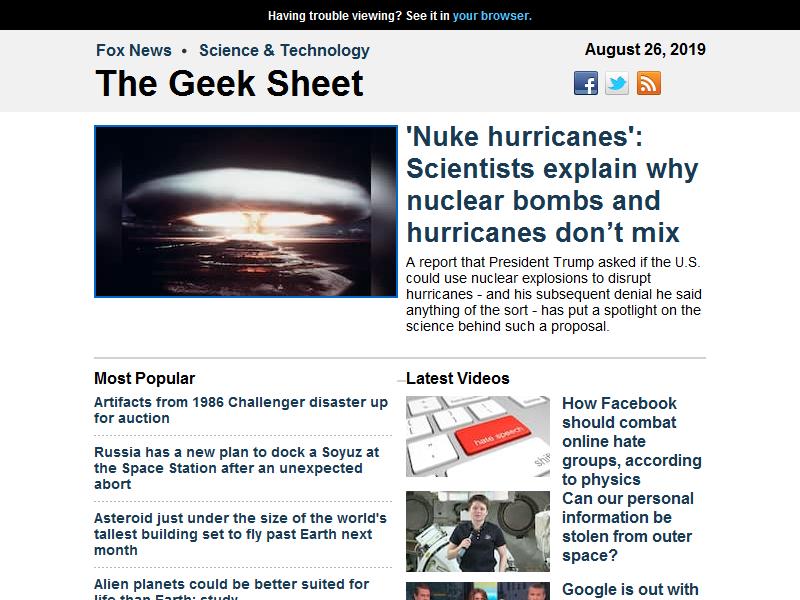 Having trouble viewing? See it in your browser.
Fox News • Science & Technology
August 26, 2019
The Geek Sheet
'Nuke hurricanes':
Scientists explain why
nuclear bombs and
hurricanes don’t mix
A report that President Trump asked if the U.S.
could use nuclear explosions to disrupt
hurricanes - and his subsequent denial he said
anything of the sort - has put a spotlight on the
science behind such a proposal.
Most Popular
Artifacts from 1986 Challenger disaster up
for auction
Russia has a new plan to dock a Soyuz at
the Space Station after an unexpected
abort
Asteroid just under the size of the world's
tallest building set to fly past Earth next
month
Alien planets could be better suited for
life than Earth: study
Latest Videos
hate speech
shift
How Facebook
should combat
online hate
groups, according
to physics
Can our personal
information be
stolen from outer
space?
Google is out with